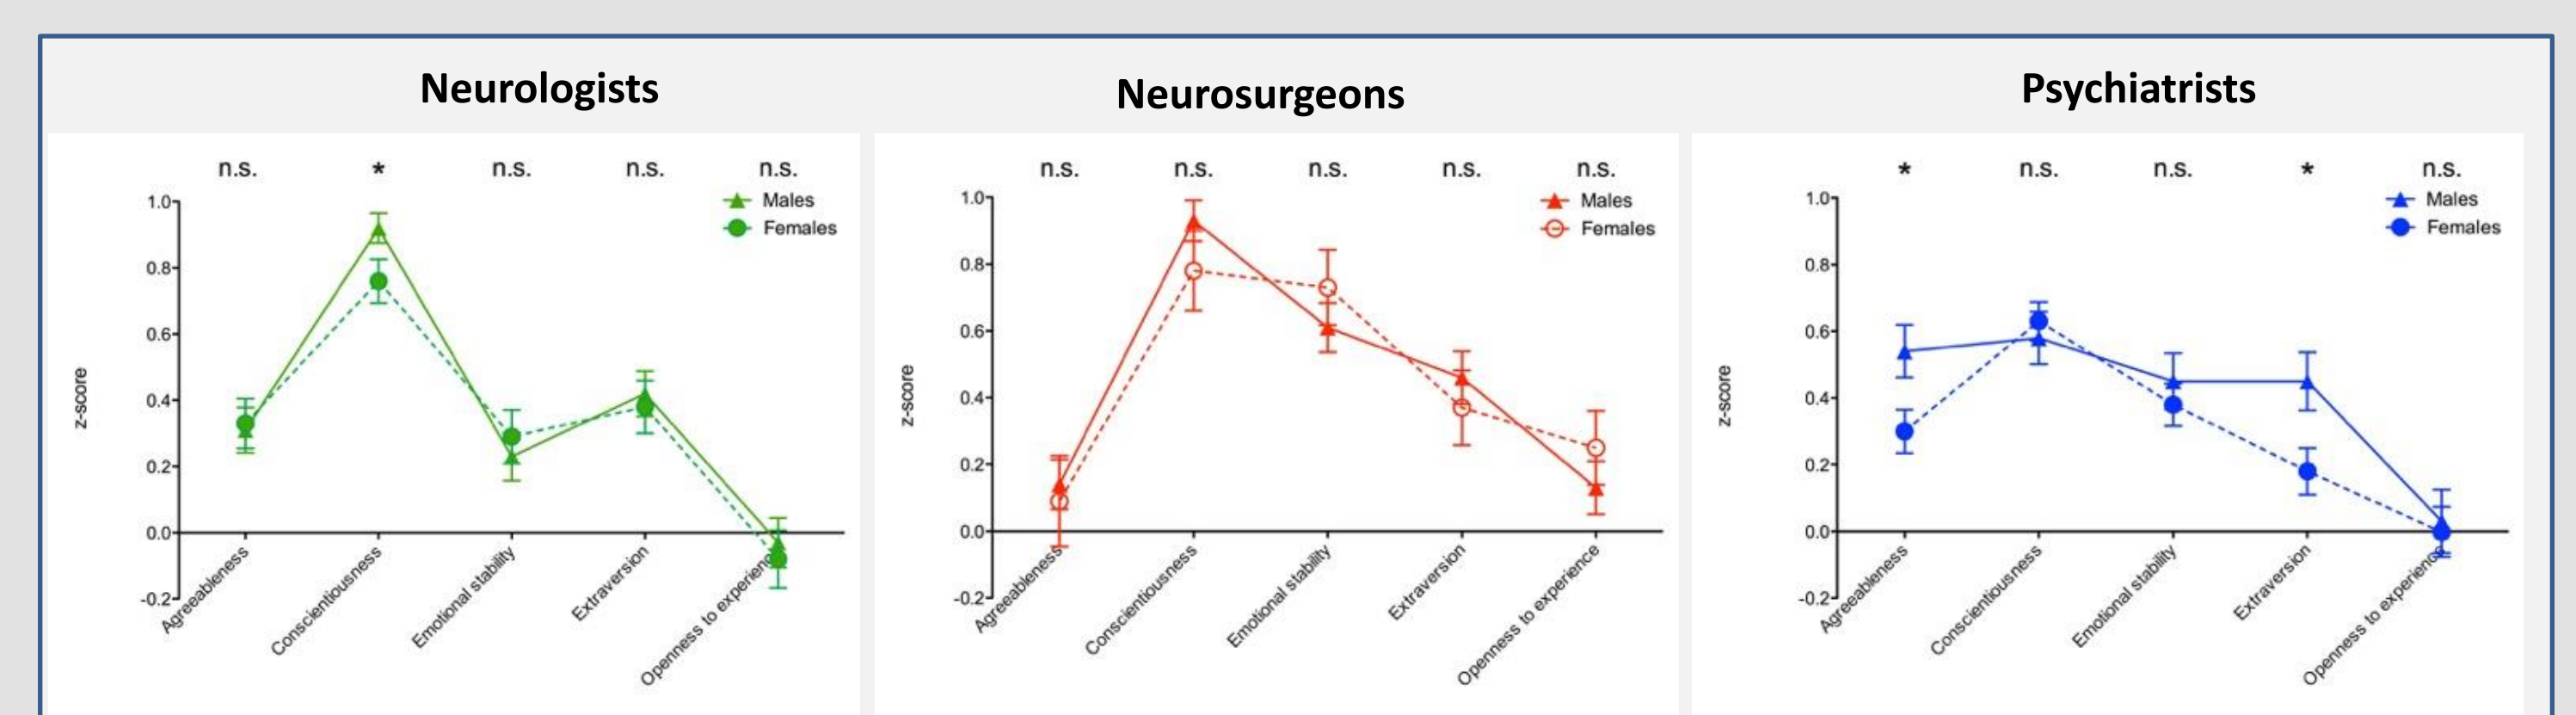 Neurologists
n.s. * n.s. n.s. n.s.
Males
Females
1.0
0.8
0.6
0.4
0.2
0.0
-0.2
z-score
Agreeableness
Conscientiousness
Emotional stability
Extraversion
Openness to experience
Neurosurgeons
n.s. n.s. n.s. n.s. n.s.
Males
Females
1.0
0.8
0.6
0.4
0.2
0.0
-0.2
z-score
Agreeableness
Conscientiousness
Emotional stability
Extraversion
Openness to experience
Psychiatrists
* n.s. n.s. * n.s.
Males
Females
1.0
0.8
0.6
0.4
0.2
0.0
-0.2
z-score
Agreeableness
Conscientiousness
Emotional stability
Extraversion
Openness to experience